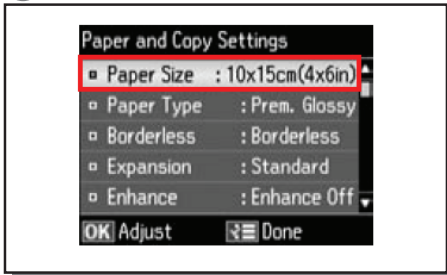 Paper and Copy Settings
Paper Size : 10x15cm(4x6in)
Paper Type : Prem. Glossy
Borderless : Borderless
Expansion : Standard
Enhance : Enhance Off
OK Adjust Done